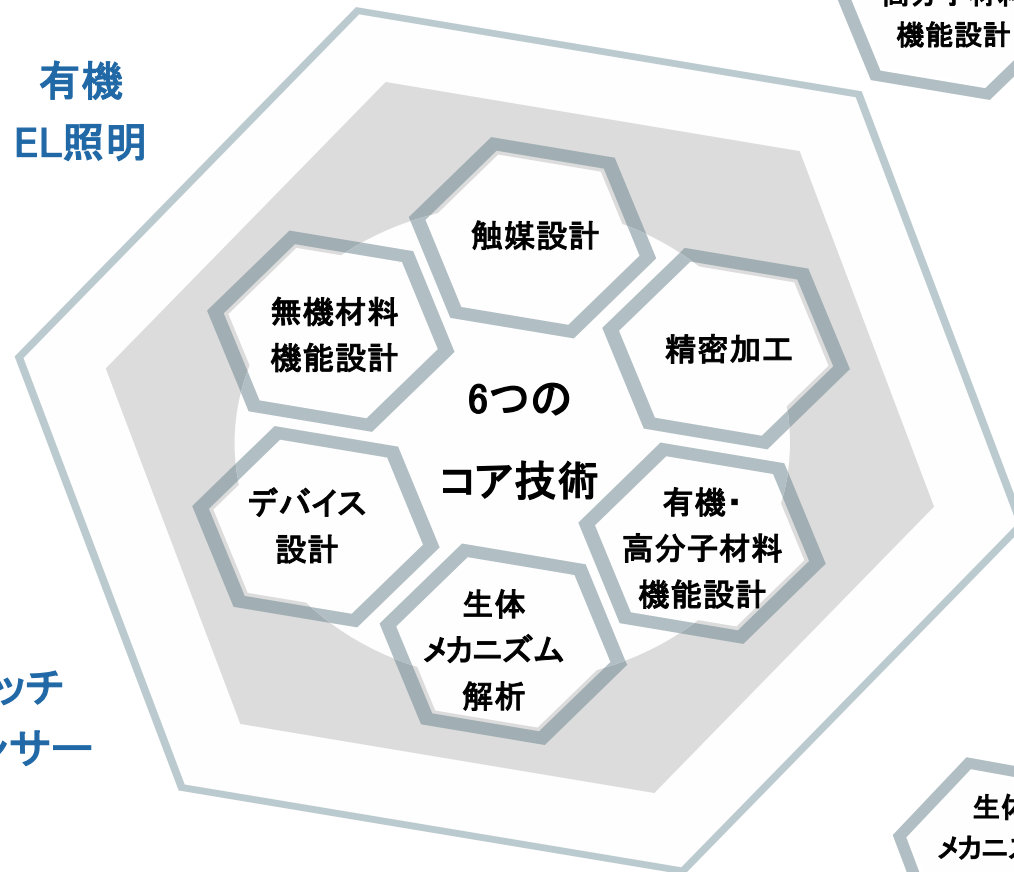 機能設計
有機
EL照明
触媒設計
無機材料
機能設計
精密加工
6つの
コア技術
デバイス
設計
有機・
高分子材料
機能設計
生体
メカニズム
解析
ッチ
サー
生体
メカニ